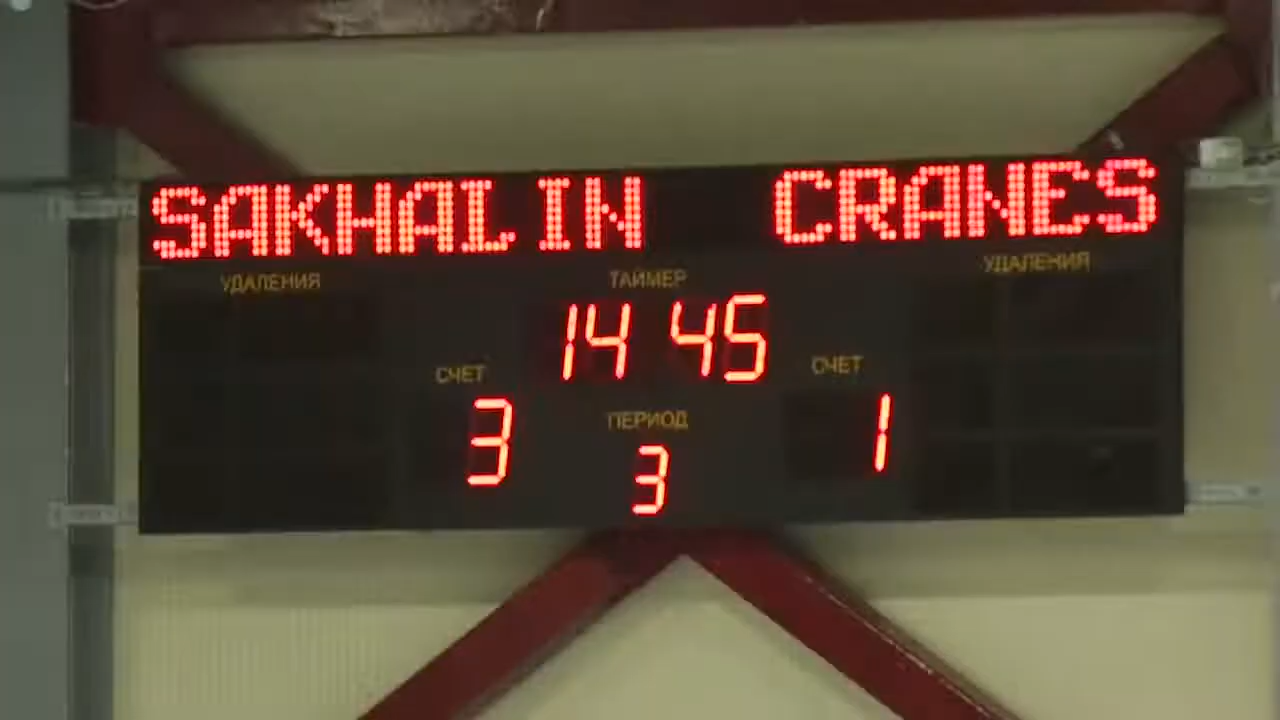 SAKHALIN CRANES
УДАЛЕНИЯ ТАЙМЕР УДАЛЕНИЯ
14 45
СЧЕТ СЧЕТ
3 ПЕРИОД 1
3